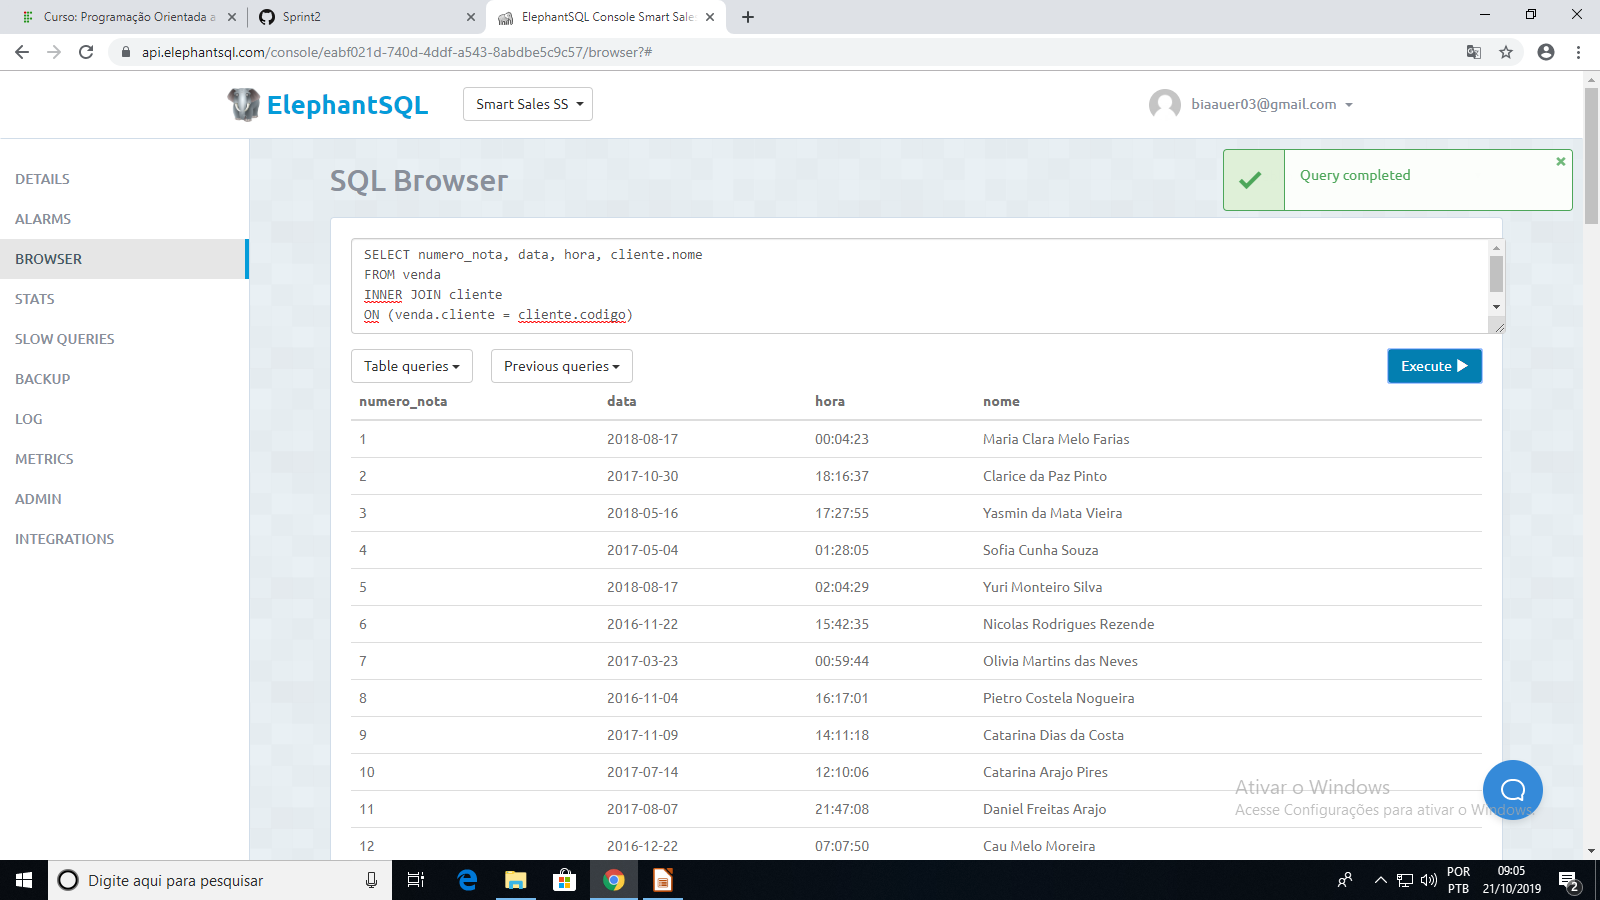 Curso: Programação Orientada a
Sprint2
ElephantSQL Console Smart Sale
api.elephantsql.com/console/eabf021d-740d-4ddf-a543-8abdbe5c9c57/browser?#
ElephantSQL
Smart Sales SS
biaauer03@gmail.com
DETAILS
ALARMS
BROWSER
STATS
SLOW QUERIES
BACKUP
LOG
METRICS
ADMIN
INTEGRATIONS
SQL Browser
Query completed
SELECT numero_nota, data, hora, cliente.nome
FROM venda
INNER JOIN cliente
ON (venda.cliente = cliente.codigo)
Table queries
Previous queries
Execute
numero_nota data hora nome
1 2018-08-17 00:04:23 Maria Clara Melo Farias
2 2017-10-30 18:16:37 Clarice da Paz Pinto
3 2018-05-16 17:27:55 Yasmin da Mata Vieira
4 2017-05-04 01:28:05 Sofia Cunha Souza
5 2018-08-17 02:04:29 Yuri Monteiro Silva
6 2016-11-22 15:42:35 Nicolas Rodrigues Rezende
7 2017-03-23 00:59:44 Olivia Martins das Neves
8 2016-11-04 16:17:01 Pietro Costela Nogueira
9 2017-11-09 14:11:18 Catarina Dias da Costa
10 2017-07-14 12:10:06 Catarina Arajo Pires
11 2017-08-07 21:47:08 Daniel Freitas Arajo
12 2016-12-22 07:07:50 Cau Melo Moreira
Ativar o Windows
Acesse Configurações para ativar o Windows.
Digite aqui para pesquisar
POR
PTB
09:05
21/10/2019
2